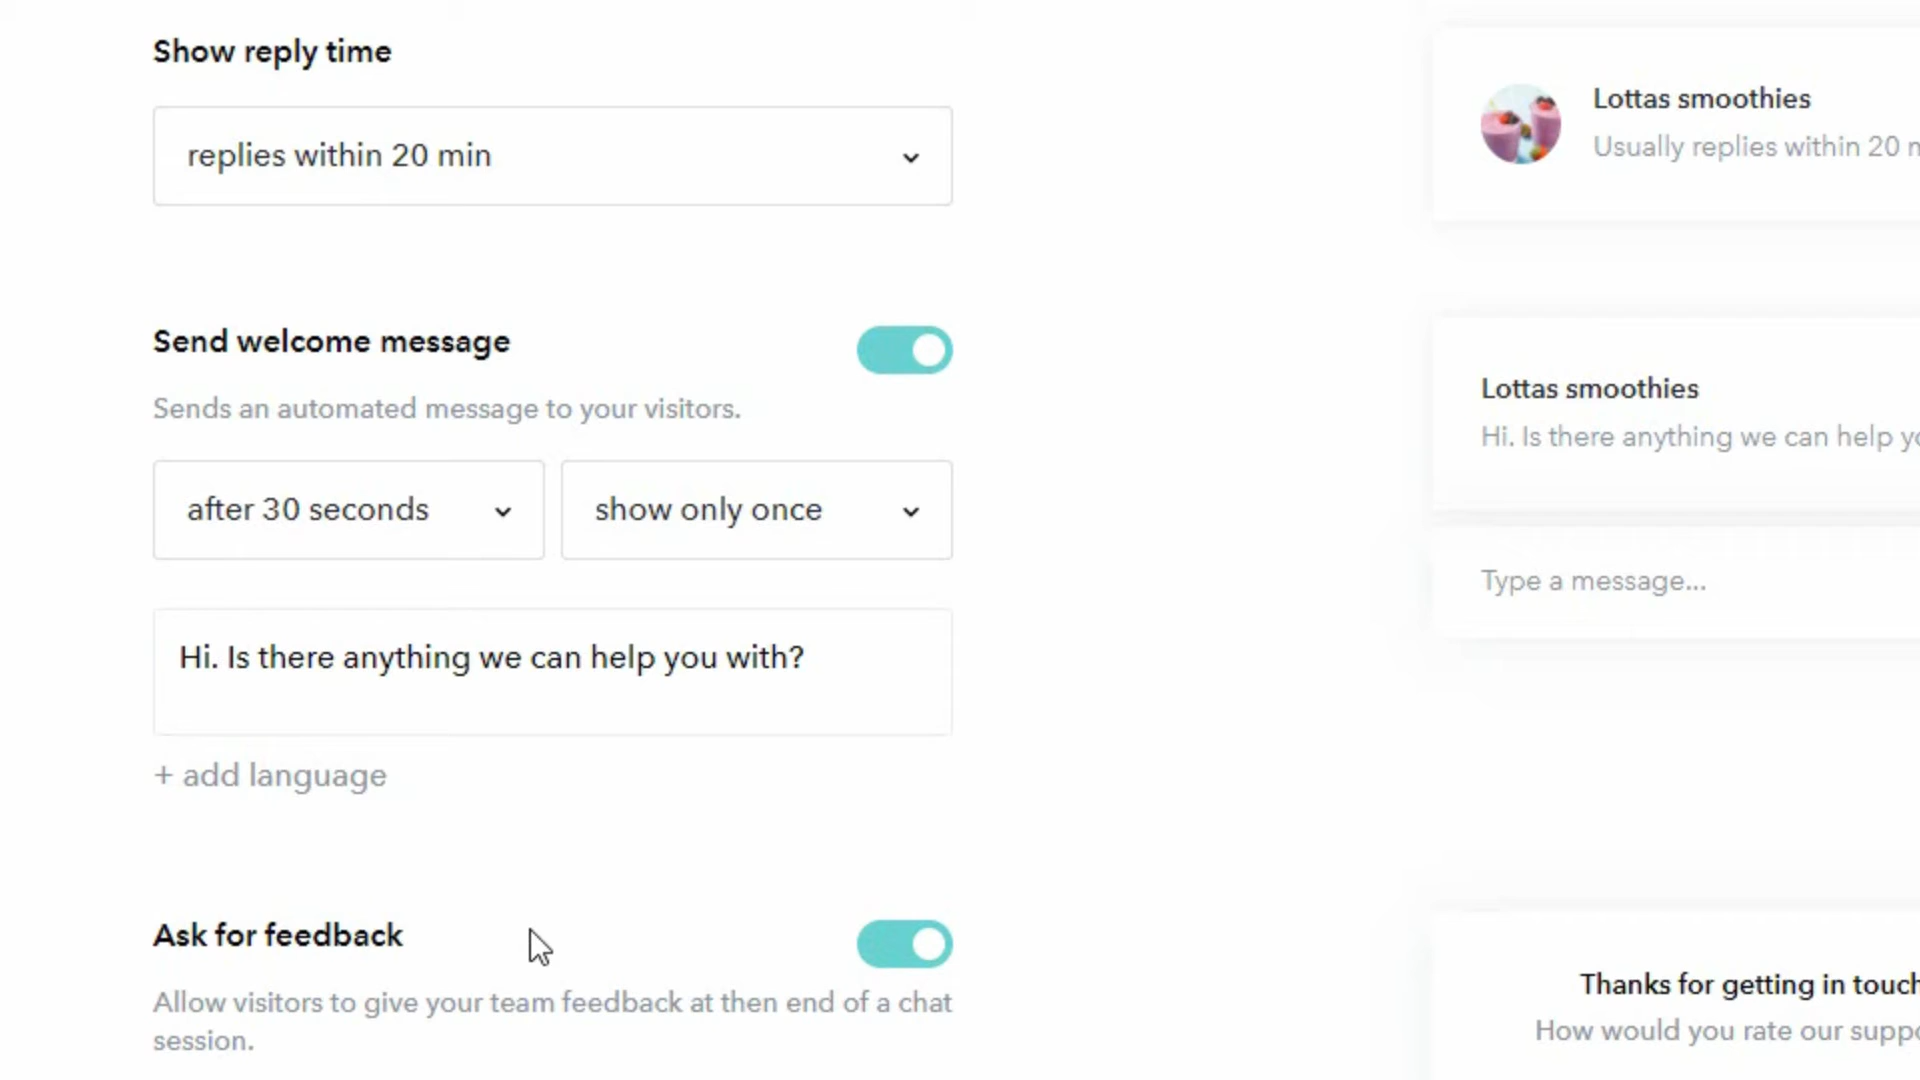 Show reply time
replies within 20 min
Send welcome message
Sends an automated message to your visitors.
after 30 seconds
show only once
Hi. Is there anything we can help you with?
+ add language
Ask for feedback
Allow visitors to give your team feedback at then end of a chat
session.
Lottas smoothies
Usually replies within 20
Lottas smoothies
Hi. Is there anything we can help
Type a message...
Thanks for getting in touch
How would you rate our